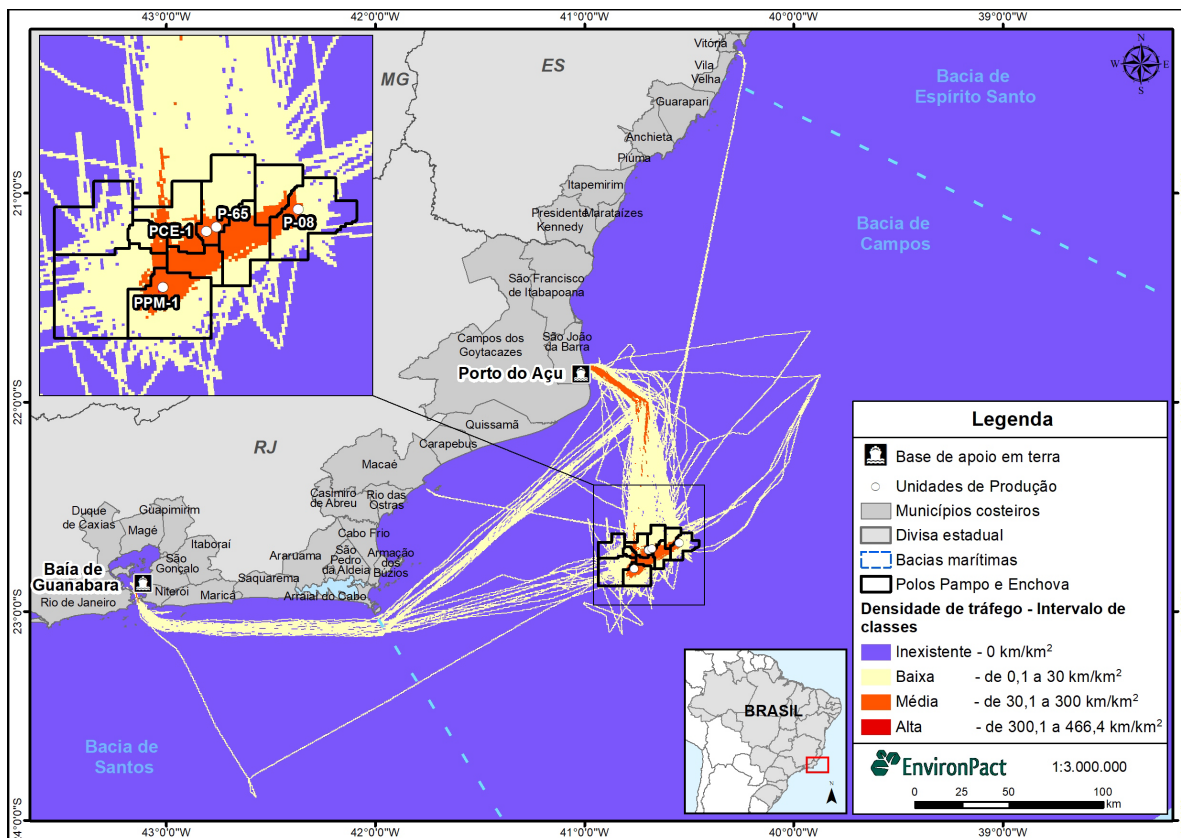 43°0'0"W
42°0'0"W
41°0'0"W
40°0'0"W
39°0'0"W
21°0'0"S
22°0'0"S
23°0'0"S
24°0'0"S
N
W
E
S
MG
ES
RJ
Vitória
Vila
Velha
Guarapari
Anchieta
Piúma
Itapemirim
Presidente
Kennedy
Marataízes
São Francisco
de Itabapoana
São João
da Barra
Campos dos
Goytacazes
Porto do Açu
Quissamã
Carapebus
Macaé
Casimiro
de Abreu
Rio das
Ostras
Cabo Frio
Armação
dos
Búzios
São
Pedro
da Aldeia
Araruama
Arraial do Cabo
Saquarema
Maricá
Itaboraí
Guapimirim
Magé
Duque
de Caxias
São
Gonçalo
Niterói
Baía de
Guanabara
Rio de Janeiro
Bacia de
Espírito Santo
Bacia
de Campos
Bacia de
Santos
PCE-1
P-65
P-08
PPM-1
Legenda
Base de apoio em terra
Unidades de Produção
Municípios costeiros
Divisa estadual
Bacias marítimas
Polos Pampo e Enchova
Densidade de tráfego - Intervalo de
classes
Inexistente - 0 km/km²
Baixa - de 0,1 a 30 km/km²
Média - de 30,1 a 300 km/km²
Alta - de 300,1 a 466,4 km/km²
EnvironPact
1:3.000.000
0 25 50 100
km
BRASIL
N